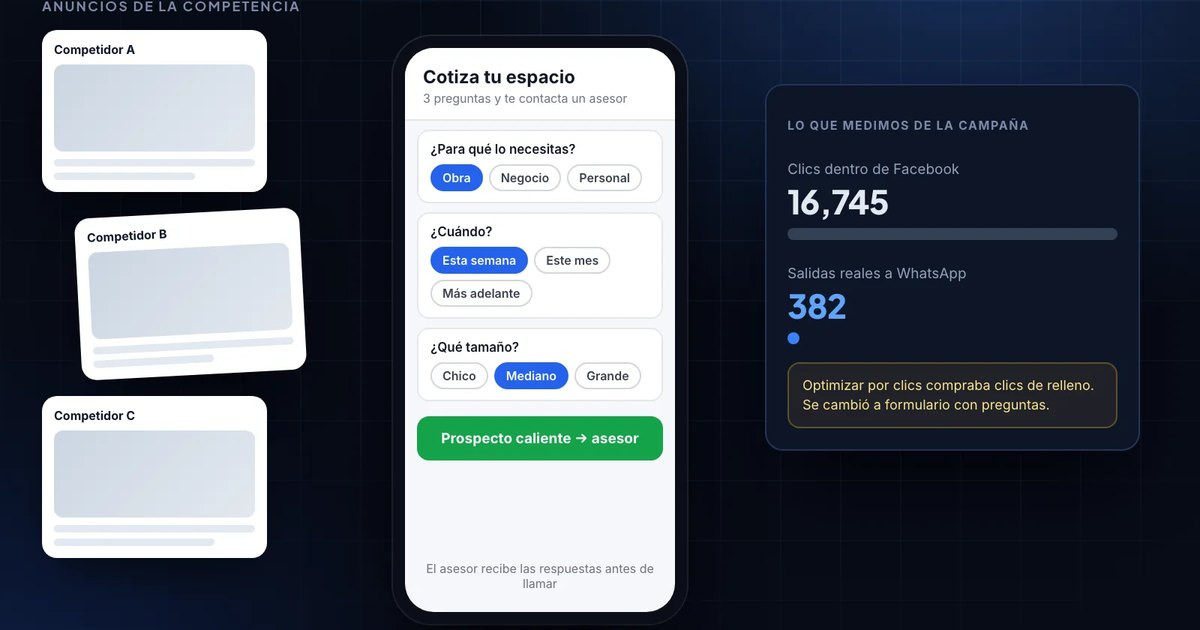 ANUNCIOS DE LA COMPETENCIA
Competidor A
Competidor B
Competidor C
Cotiza tu espacio
3 preguntas y te contacta un asesor
¿Para qué lo necesitas?
Obra Negocio Personal
¿Cuándo?
Esta semana Este mes
Más adelante
¿Qué tamaño?
Chico Mediano Grande
Prospecto caliente → asesor
El asesor recibe las respuestas antes de
llamar
LO QUE MEDIMOS DE LA CAMPAÑA
Clics dentro de Facebook
16,745
Salidas reales a WhatsApp
382
Optimizar por clics compraba clics de relleno.
Se cambió a formulario con preguntas.